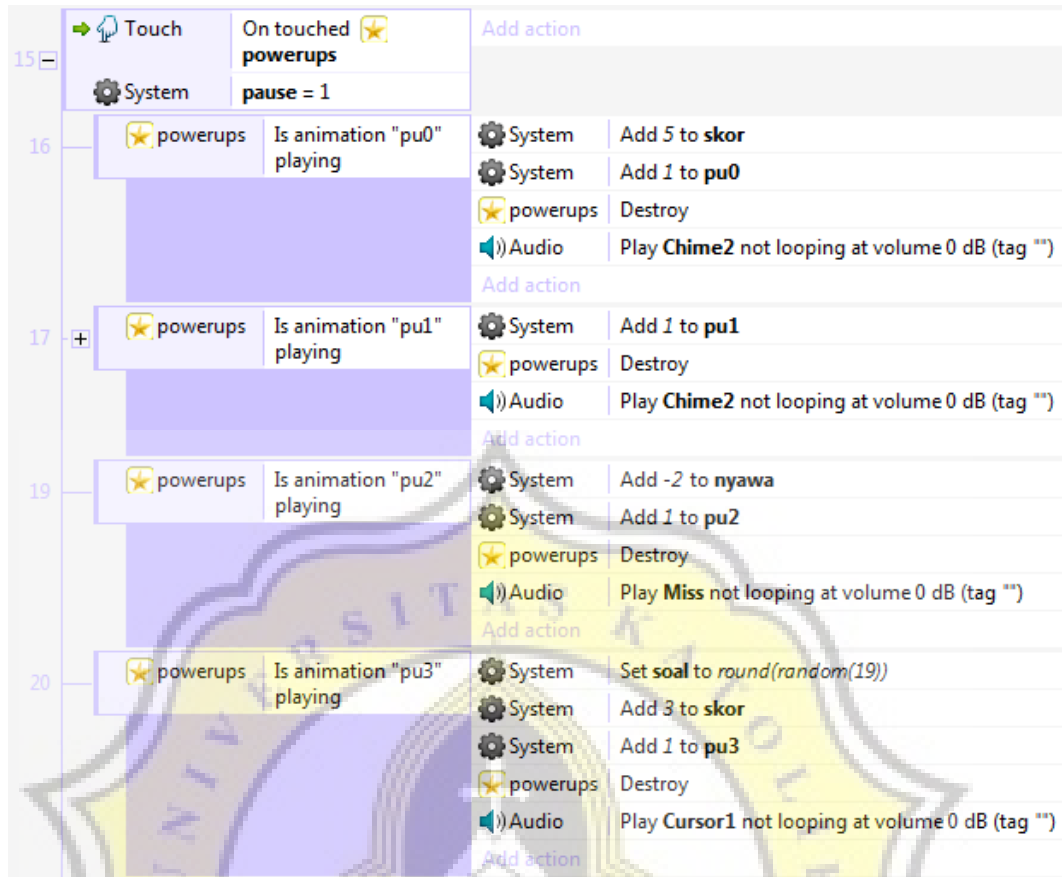 15 Touch On touched powerups Add action
System pause = 1
16 powerups Is animation "pu0" playing System Add 5 to skor
System Add 1 to pu0
powerups Destroy
Audio Play Chime2 not looping at volume 0 dB (tag "")
Add action
17 powerups Is animation "pu1" playing System Add 1 to pu1
powerups Destroy
Audio Play Chime2 not looping at volume 0 dB (tag "")
Add action
19 powerups Is animation "pu2" playing System Add -2 to nyawa
System Add 1 to pu2
powerups Destroy
Audio Play Miss not looping at volume 0 dB (tag "")
Add action
20 powerups Is animation "pu3" playing System Set soal to round(random(19))
System Add 3 to skor
System Add 1 to pu3
powerups Destroy
Audio Play Cursor1 not looping at volume 0 dB (tag "")
Add action